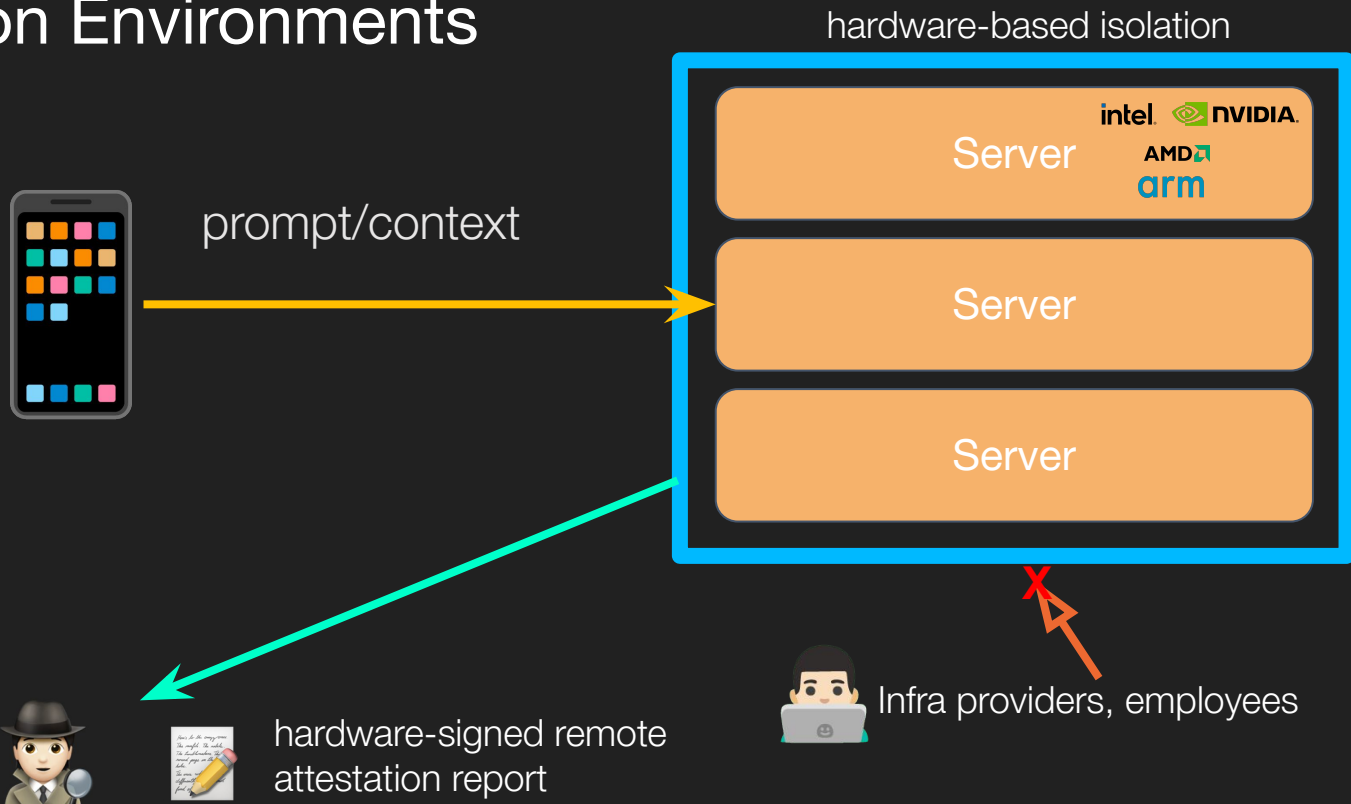 on Environments
hardware-based isolation
intel NVIDIA
Server
AMD
arm
prompt/context
Server
Server
Infra providers, employees
hardware-signed remote
attestation report